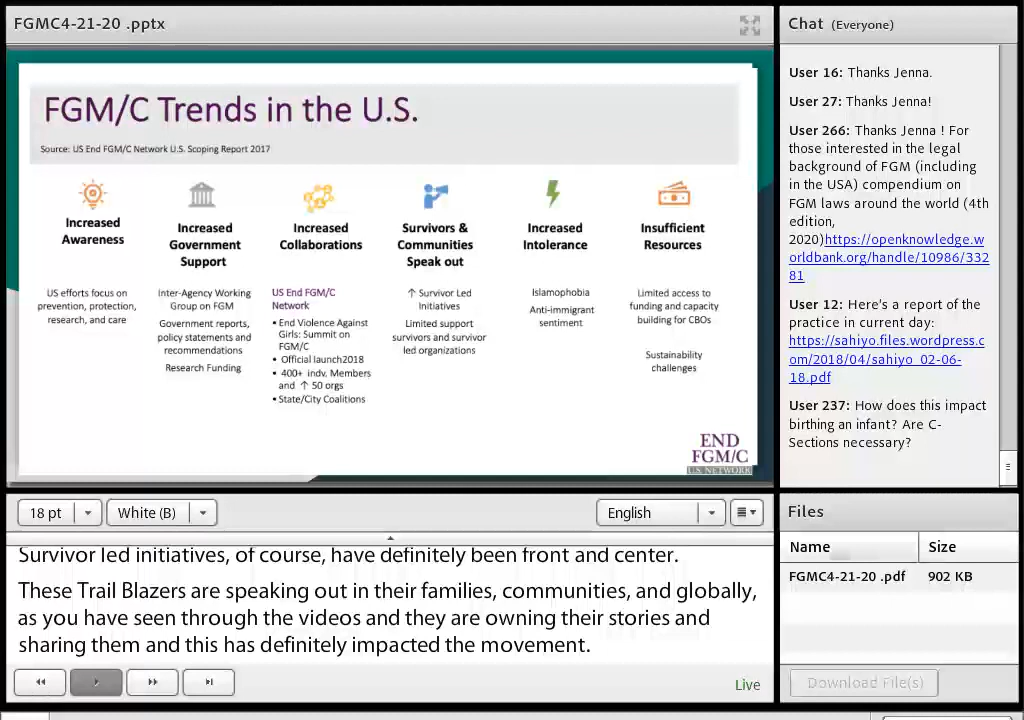 FGMC4-21-20 .pptx
FGM/C Trends in the U.S.
Source: US End FGM/C Network U.S. Scoping Report 2017
Increased
Awareness
US efforts focus on
prevention, protection,
research, and care
Increased
Government
Support
Inter-Agency Working
Group on FGM
Government reports,
policy statements and
recommendations
Research Funding
Increased
Collaborations
US End FGM/C
Network
• End Violence Against
Girls: Summit on
FGM/C
• Official launch2018
• 400+ indv. Members
and ↑ 50 orgs
• State/City Coalitions
Survivors &
Communities
Speak out
↑ Survivor Led
Initiatives
Limited support
survivors and survivor
led organizations
Increased
Intolerance
Islamophobia
Anti-immigrant
sentiment
Insufficient
Resources
Limited access to
funding and capacity
building for CBOs
Sustainability
challenges
END
FGM/C
U.S. NETWORK
18 pt
White (B)
English
Survivor led initiatives, of course, have definitely been front and center.
These Trail Blazers are speaking out in their families, communities, and globally,
as you have seen through the videos and they are owning their stories and
sharing them and this has definitely impacted the movement.
Live
Chat (Everyone)
User 16: Thanks Jenna.
User 27: Thanks Jenna!
User 266: Thanks Jenna ! For
those interested in the legal
background of FGM (including
in the USA) compendium on
FGM laws around the world (4th
edition,
2020)https://openknowledge.w
orldbank.org/handle/10986/332
81
User 12: Here's a report of the
practice in current day:
https://sahiyo.files.wordpress.c
om/2018/04/sahiyo_02-06-
18.pdf
User 237: How does this impact
birthing an infant? Are C-
Sections necessary?
Files
Name Size
FGMC4-21-20 .pdf 902 KB
Download File(s)